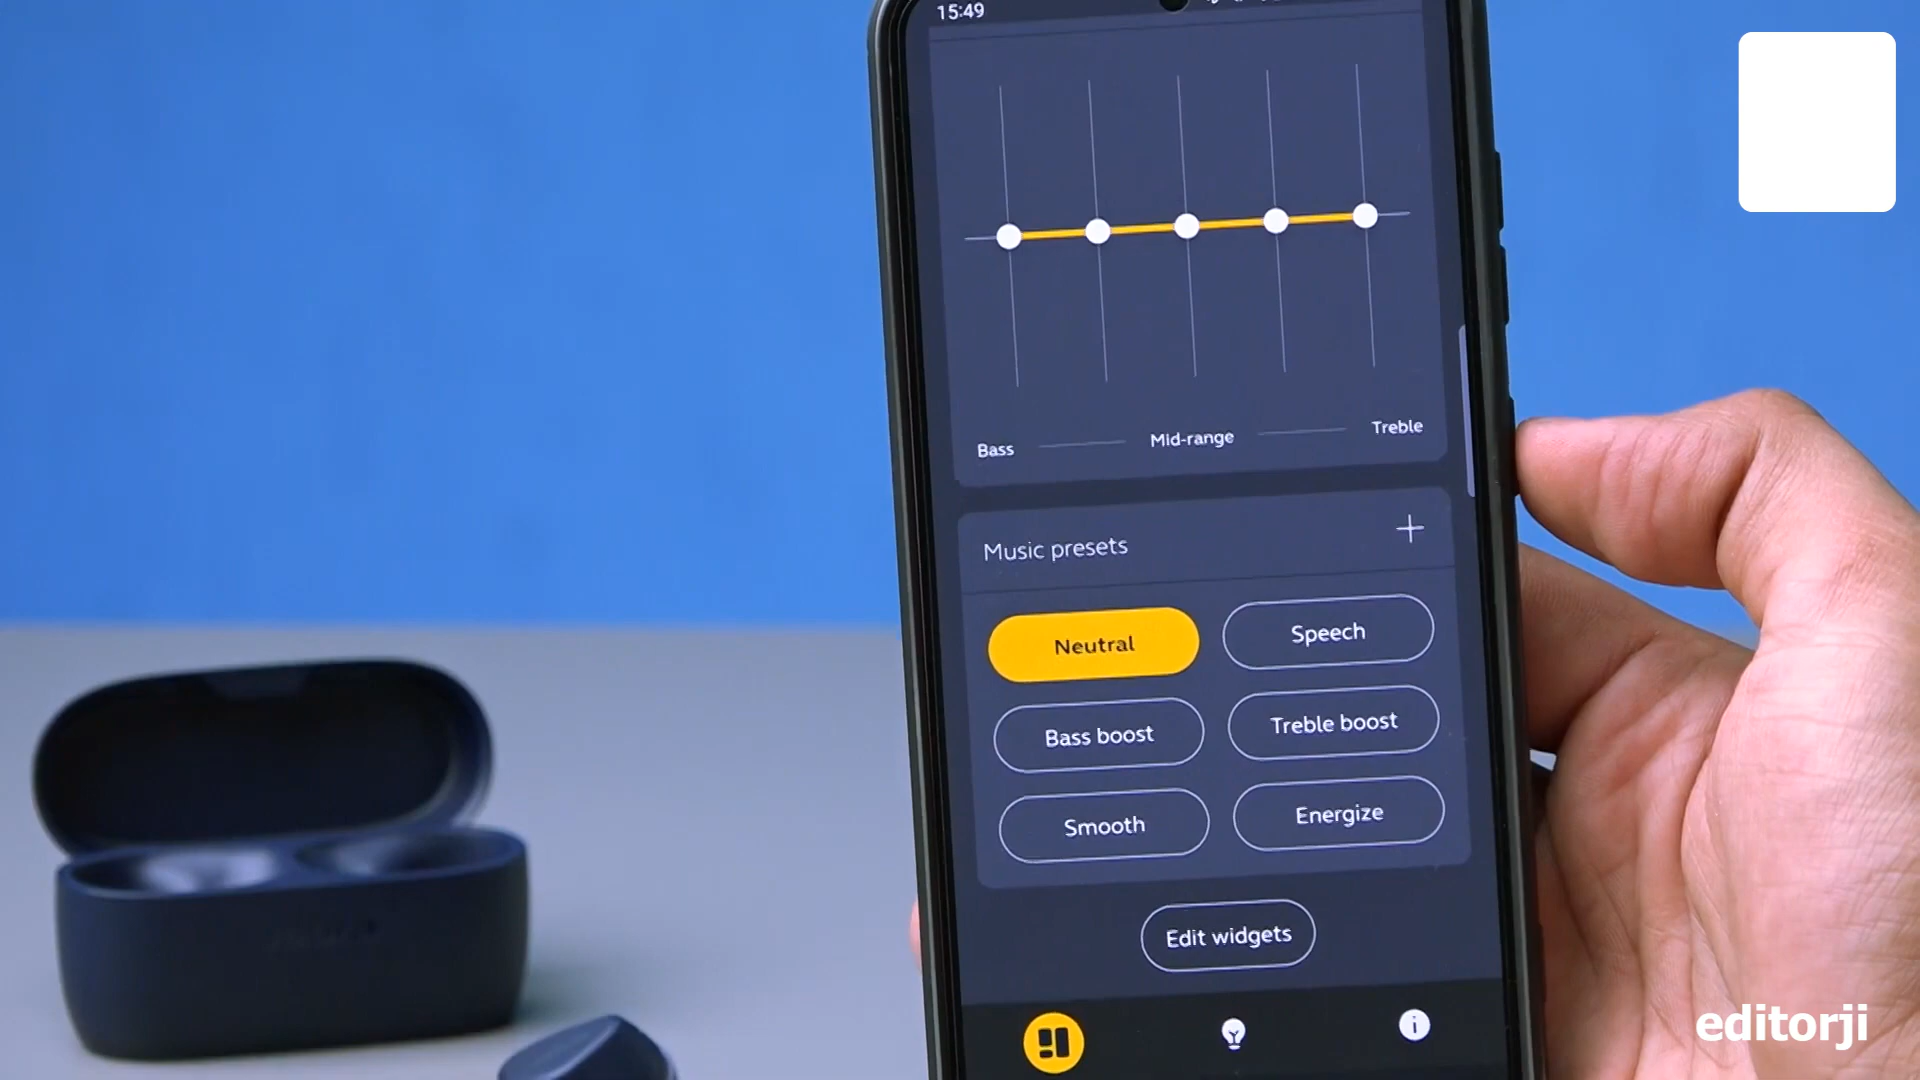 15:49
Bass
Mid-range
Treble
Music presets
Neutral
Speech
Bass boost
Treble boost
Smooth
Energize
Edit widgets
editorji